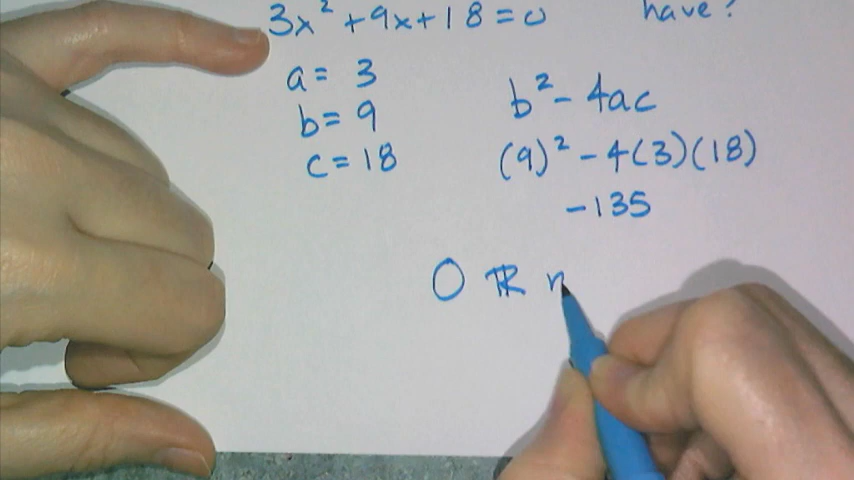 3x² + 9x + 18 = 0 have?
a = 3
b = 9
c = 18
b² - 4ac
(9)² - 4(3)(18)
-135
0 ℝ